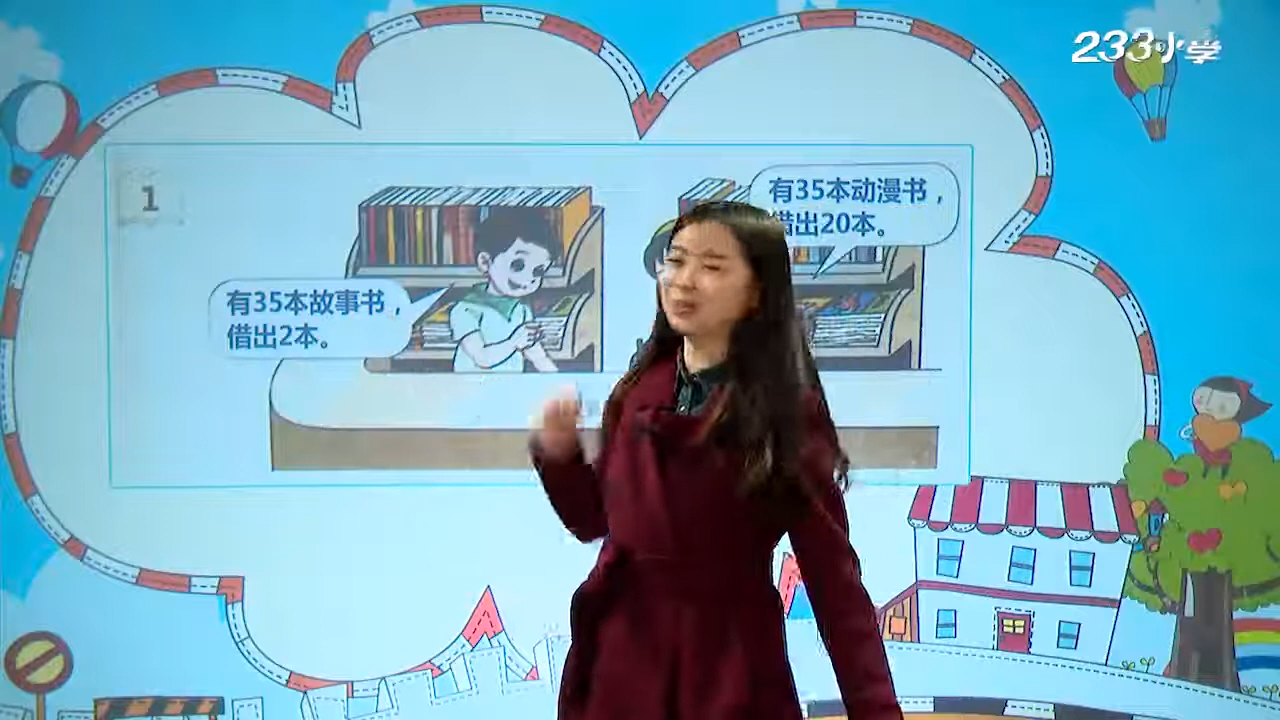 233小学
1
有35本动漫书，
借出20本。
有35本故事书，
借出2本。